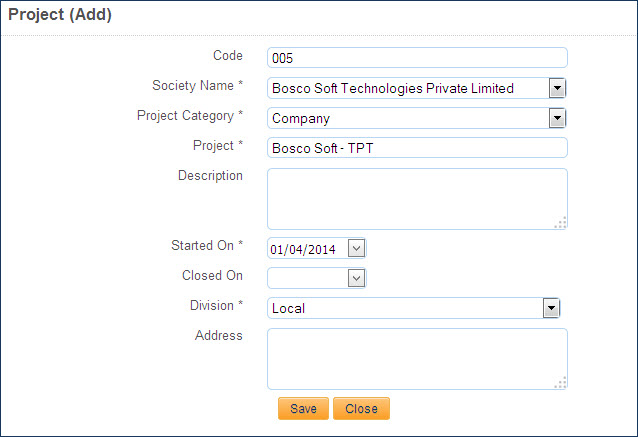 Project (Add)
Code 005
Society Name * Bosco Soft Technologies Private Limited
Project Category * Company
Project * Bosco Soft - TPT
Description
Started On * 01/04/2014
Closed On
Division * Local
Address
Save Close